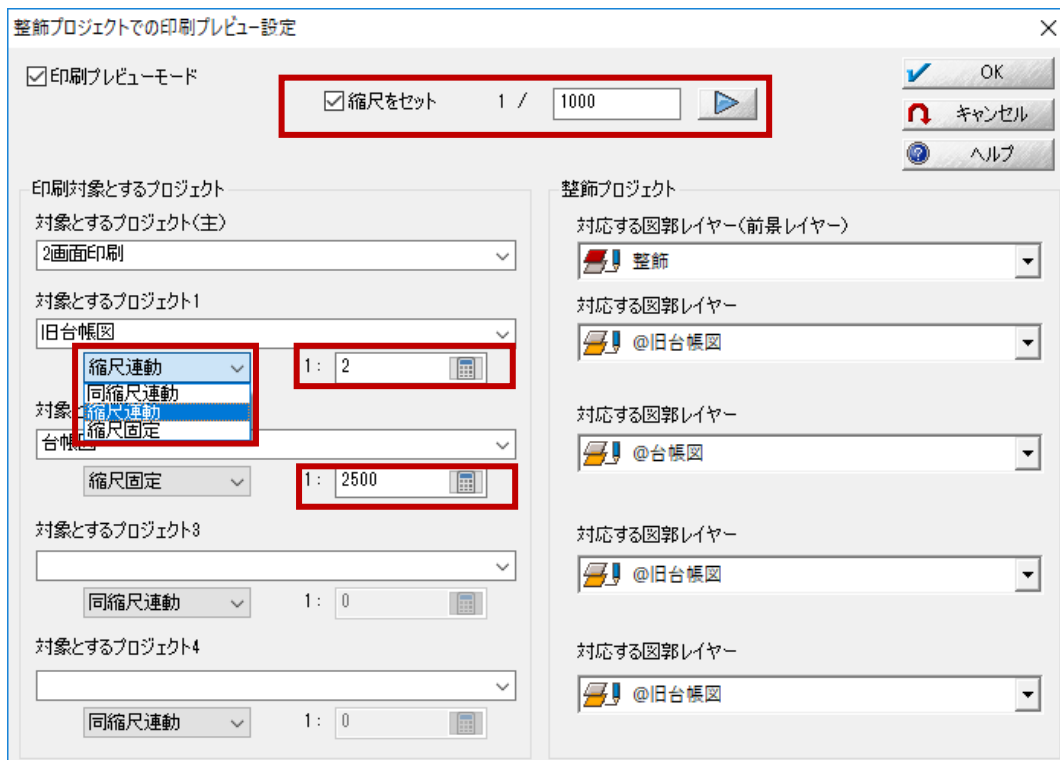 整飾プロジェクトでの印刷プレビュー設定
印刷プレビューモード
縮尺をセット 1 / 1000
OK
キャンセル
ヘルプ
印刷対象とするプロジェクト
対象とするプロジェクト(主)
2画面印刷
対象とするプロジェクト1
旧台帳図
縮尺連動 1: 2
同縮尺連動
縮尺連動
縮尺固定
対象と
台帳図
縮尺固定 1: 2500
対象とするプロジェクト3
同縮尺連動 1: 0
対象とするプロジェクト4
同縮尺連動 1: 0
整飾プロジェクト
対応する図郭レイヤー(前景レイヤー)
整飾
対応する図郭レイヤー
@旧台帳図
対応する図郭レイヤー
@台帳図
対応する図郭レイヤー
@旧台帳図
対応する図郭レイヤー
@旧台帳図